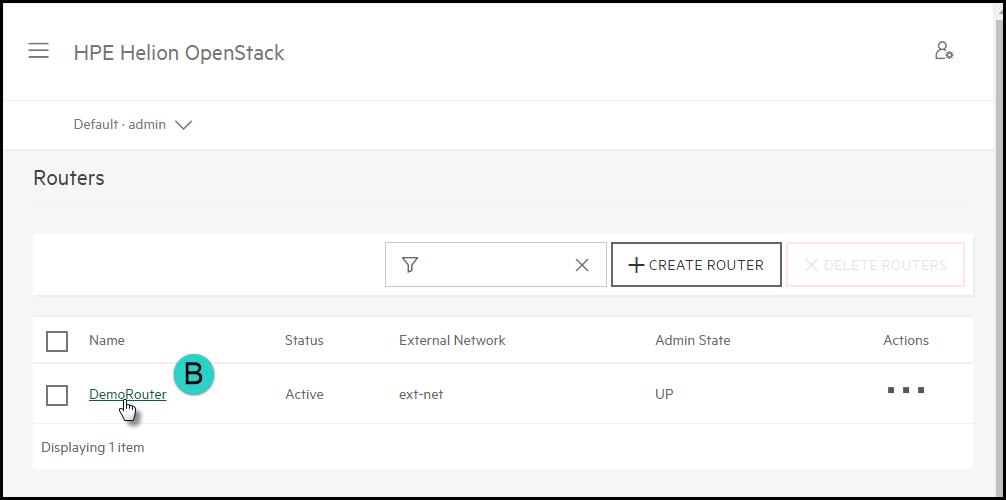 HPE Helion OpenStack
Default · admin
Routers
CREATE ROUTER
DELETE ROUTERS
Name Status External Network Admin State Actions
B
DemoRouter Active ext-net UP
Displaying 1 item